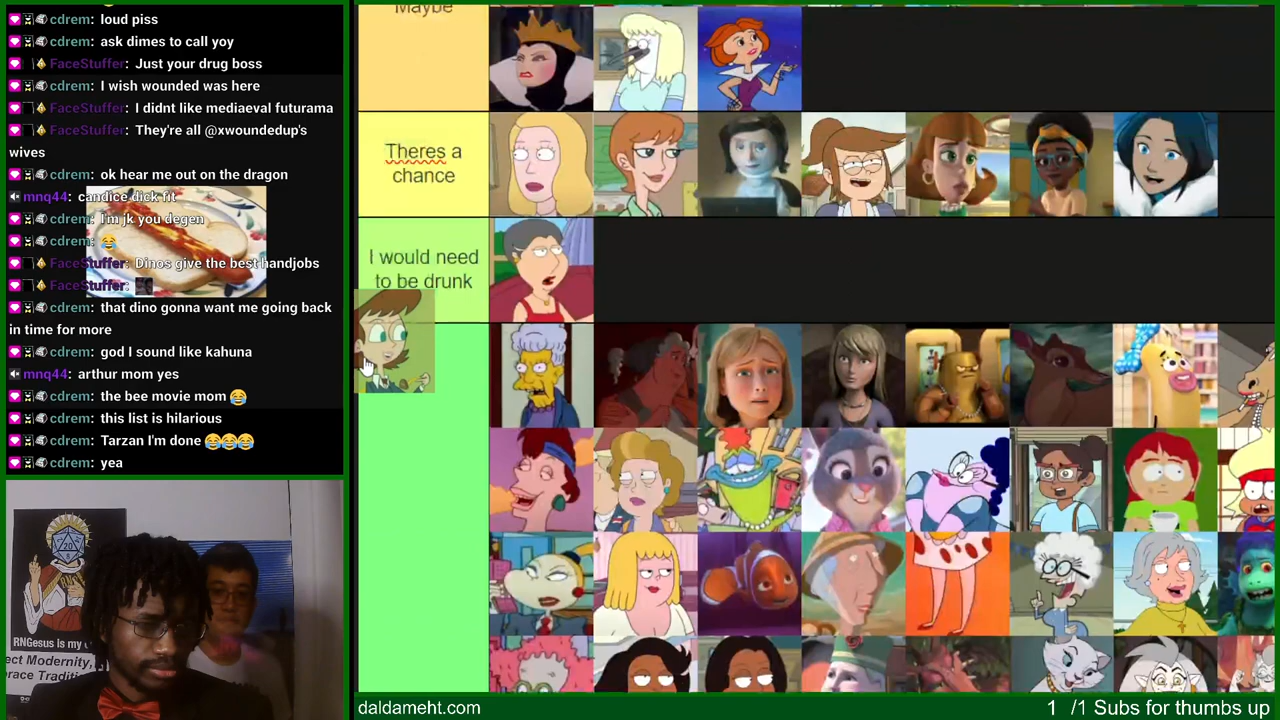 cdrem: loud piss
cdrem: ask dimes to call yoy
FaceStuffer: Just your drug boss
cdrem: I wish wounded was here
FaceStuffer: I didnt like mediaeval futurama
FaceStuffer: They're all @xwoundedup's
wives
cdrem: ok hear me out on the dragon
mnq44: candice dick fit
cdrem: I'm jk you degen
cdrem: 😂
FaceStuffer: Dinos give the best handjobs
FaceStuffer:
cdrem: that dino gonna want me going back
in time for more
cdrem: god I sound like kahuna
mnq44: arthur mom yes
cdrem: the bee movie mom 😂
cdrem: this list is hilarious
cdrem: Tarzan I'm done 😂😂😂
cdrem: yea
Maybe
Theres a
chance
I would need
to be drunk
20
RNGesus is my
ect Modernity,
brace Traditi
daldameht.com
1 /1 Subs for thumbs up